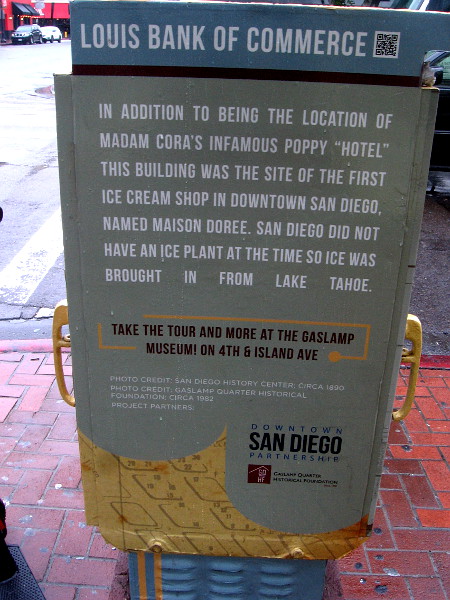 LOUIS BANK OF COMMERCE
IN ADDITION TO BEING THE LOCATION OF
MADAM CORA'S INFAMOUS POPPY "HOTEL"
THIS BUILDING WAS THE SITE OF THE FIRST
ICE CREAM SHOP IN DOWNTOWN SAN DIEGO,
NAMED MAISON DOREE. SAN DIEGO DID NOT
HAVE AN ICE PLANT AT THE TIME SO ICE WAS
BROUGHT IN FROM LAKE TAHOE.
TAKE THE TOUR AND MORE AT THE GASLAMP
MUSEUM! ON 4TH & ISLAND AVE
PHOTO CREDIT: SAN DIEGO HISTORY CENTER; CIRCA 1890
PHOTO CREDIT: GASLAMP QUARTER HISTORICAL
FOUNDATION; CIRCA 1982
PROJECT PARTNERS:
DOWNTOWN
SAN DIEGO
PARTNERSHIP
GASLAMP QUARTER
HISTORICAL FOUNDATION